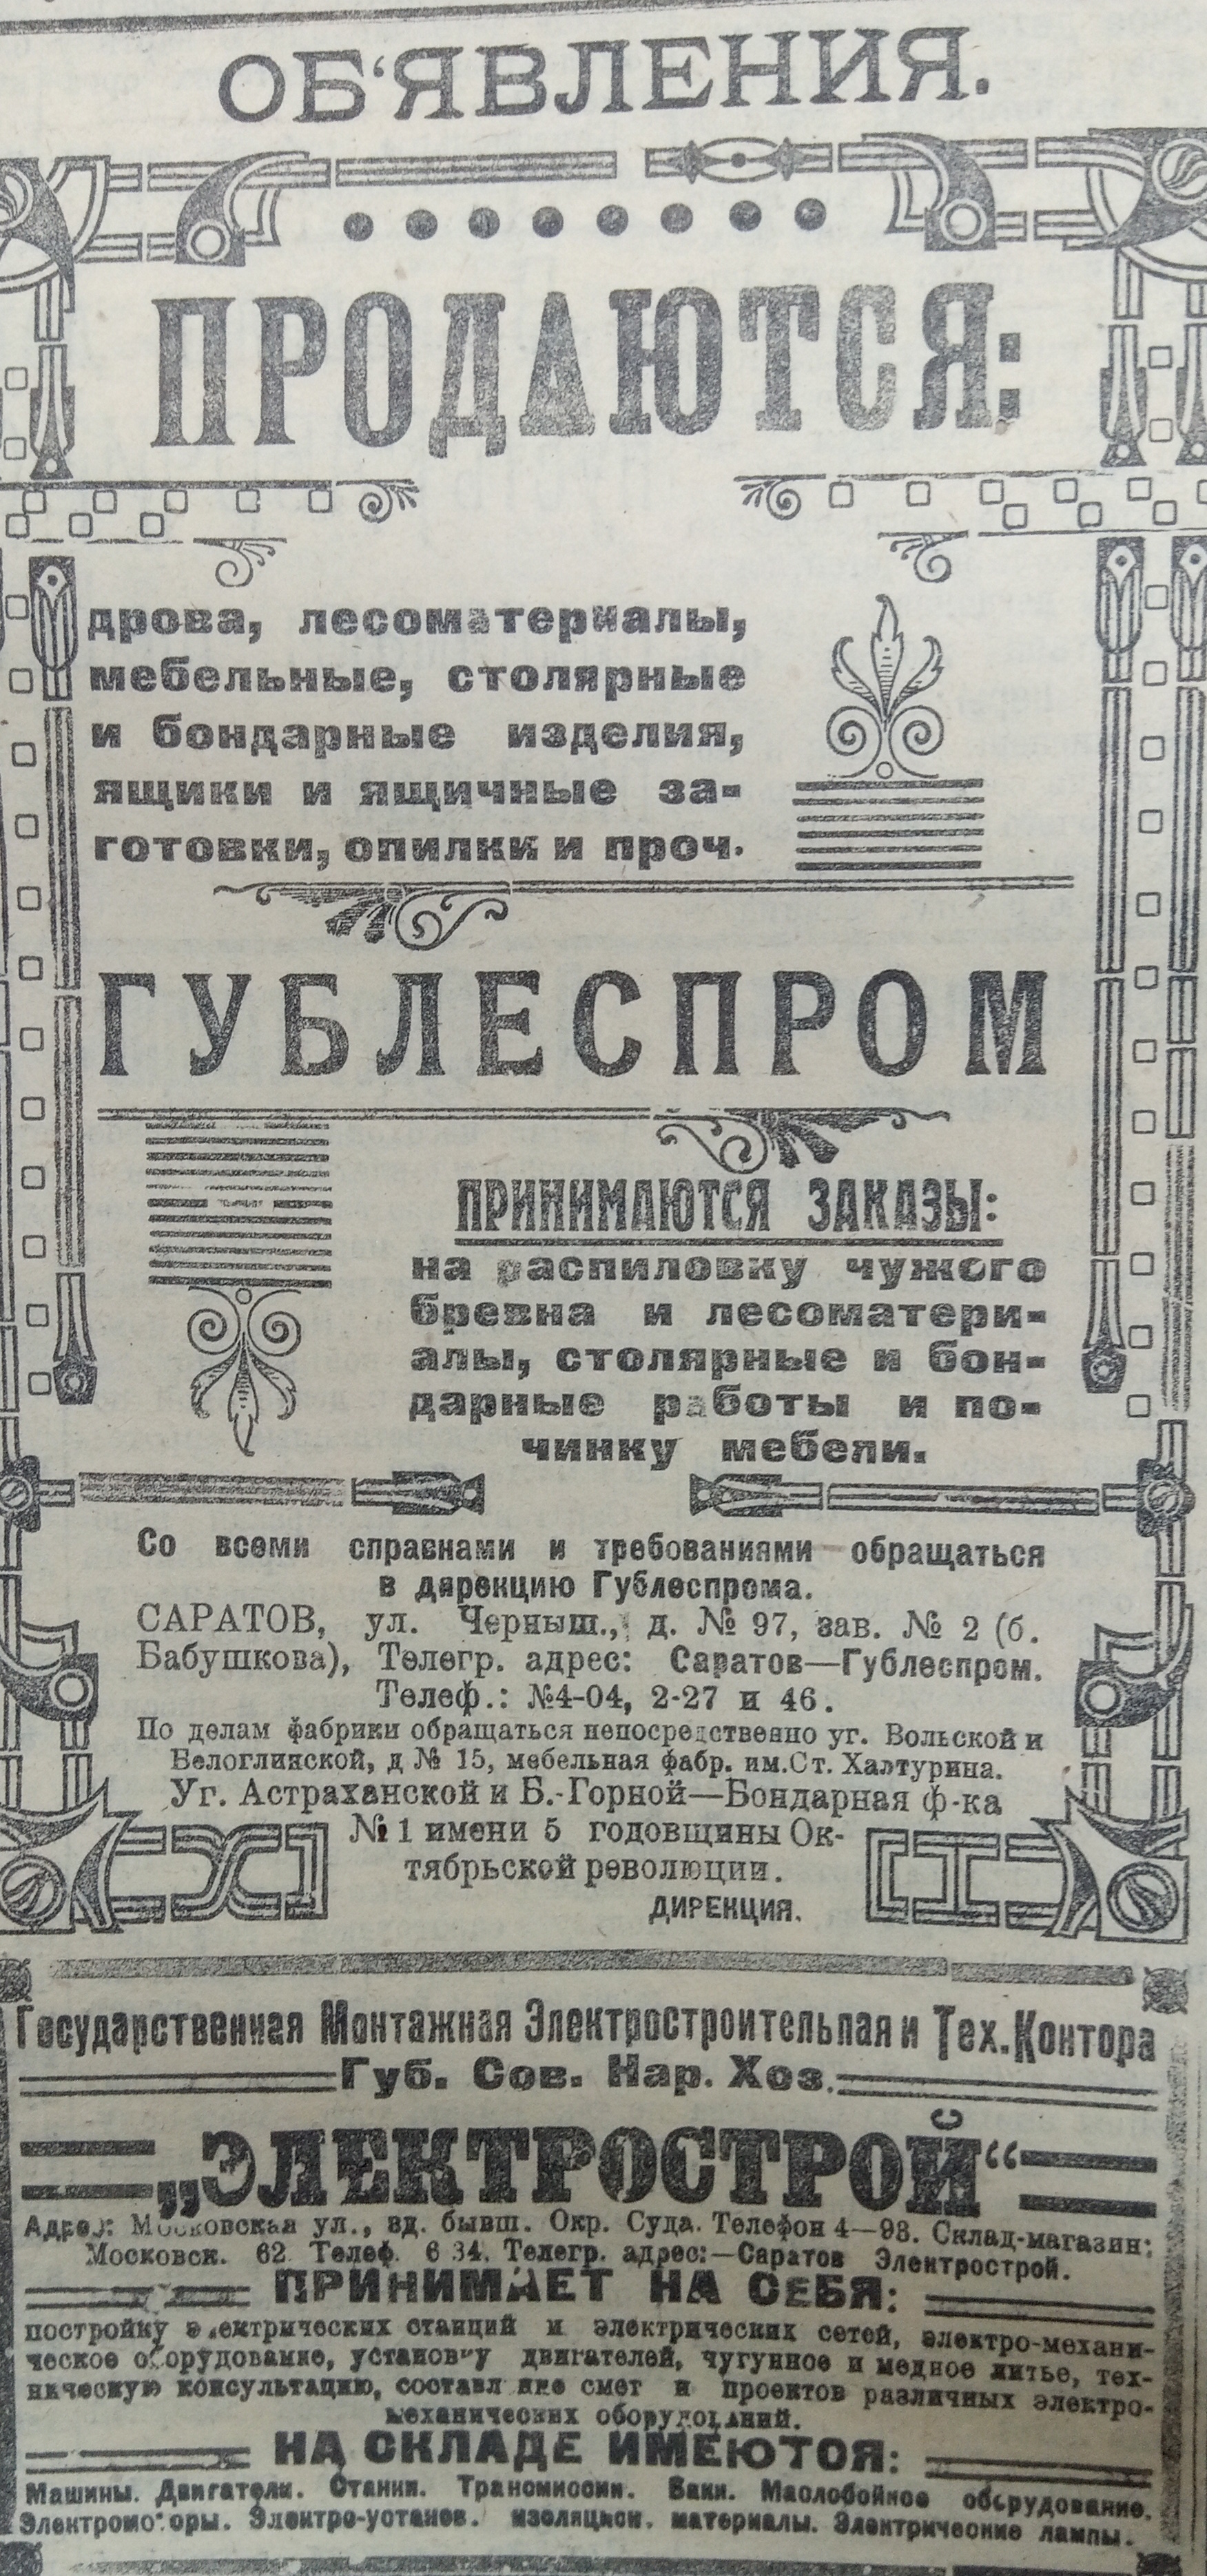 ОБ‘ЯВЛЕНИЯ.
ПРОДАЮТСЯ:
дрова, лесоматериалы,
мебельные, столярные
и бондарные изделия,
ящики и ящичные за-
готовки, опилки и проч.
ГУБЛЕСПРОМ
ПРИНИМАЮТСЯ ЗАКАЗЫ:
на распиловку чужого
бревна и лесоматери-
алы, столярные и бон-
дарные работы и по-
чинку мебели.
Со всеми справками и требованиями обращаться
в дирекцию Гублеспрома.
САРАТОВ, ул. Черныш., д. № 97, зав. № 2 (б.
Бабушкова), Телегр. адрес: Саратов—Гублеспром.
Телеф.: №4-04, 2-27 и 46.
По делам фабрики обращаться непосредственно уг. Вольской и
Белоглинской, д № 15, мебельная фабр. им.Ст. Халтурина.
Уг. Астраханской и Б.-Горной—Бондарная ф-ка
№ 1 имени 5 годовщины Ок-
тябрьской революции.
ДИРЕКЦИЯ.
Государственная Монтажная Электростроительная и Тех. Контора
Губ. Сов. Нар. Хоз.
„ЭЛЕКТРОСТРОЙ“
Адрес: Московская ул., зд. бывш. Окр. Суда. Телефон 4—93. Склад-магазин:
Московск. 62 Телеф. 6 34. Телегр. адрес:—Саратов Электрострой.
ПРИНИМАЕТ НА СЕБЯ:
постройку электрических станций и электрических сетей, электро-механи-
ческое оборудование, установку двигателей, чугунное и медное литье, тех-
ническую консультацию, составление смет и проектов различных электро-
механических оборудований.
НА СКЛАДЕ ИМЕЮТСЯ:
Машины. Двигатели. Станки. Трансмиссии. Баки. Маслобойное оборудование.
Электромоторы. Электро-установ. изоляцион. материалы. Электрические лампы.